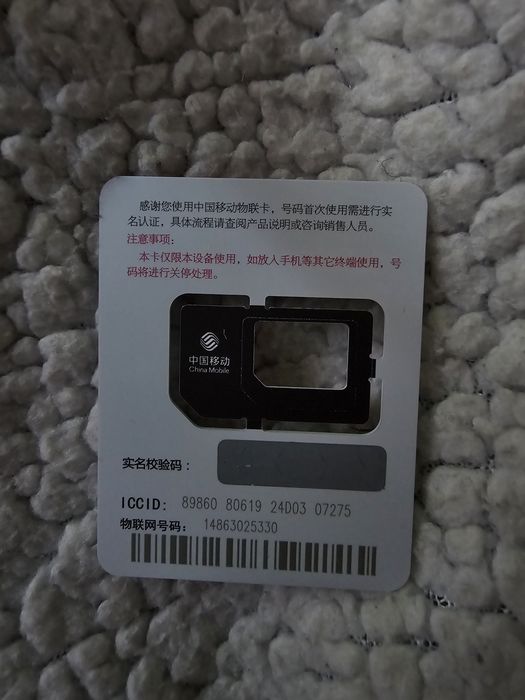 感谢您使用中国移动物联卡，号码首次使用需进行实
名认证，具体流程请查阅产品说明或咨询销售人员。
注意事项：
本卡仅限本设备使用，如放入手机等其它终端使用，号
码将进行关停处理。
中国移动
China Mobile
实名校验码：
ICCID: 89860 80619 24D03 07275
物联网号码： 14863025330